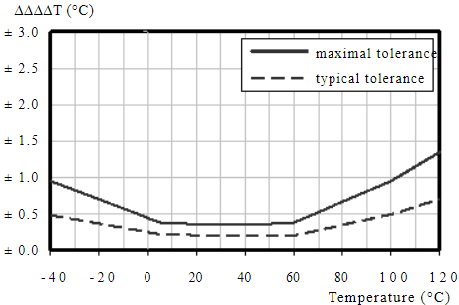 ΔΔΔΔT (°C)
± 3.0
± 2.5
± 2.0
± 1.5
± 1.0
± 0.5
± 0.0
maximal tolerance
typical tolerance
-40 -20 0 20 40 60 80 100 120
Temperature (°C)